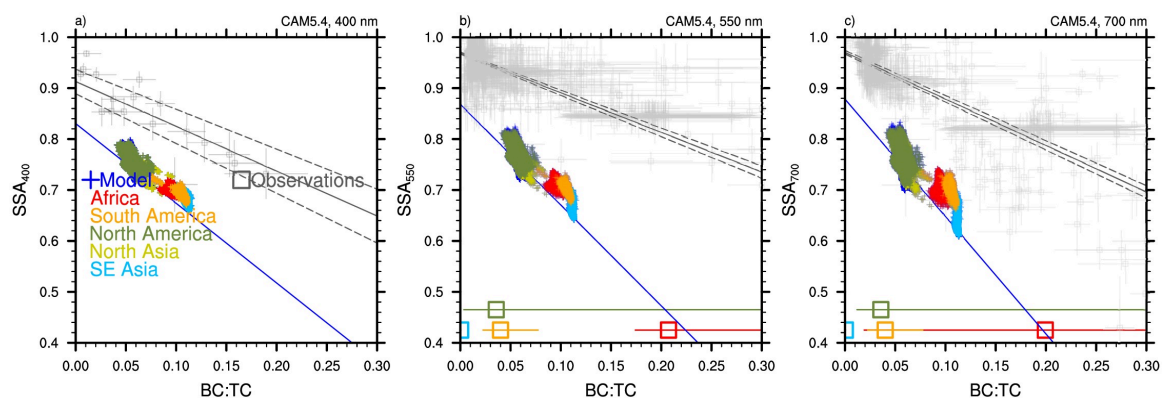 a) CAM5.4, 400 nm
1.0
0.9
0.8
0.7
0.6
0.5
0.4
SSA400
Model
Observations
Africa
South America
North America
North Asia
SE Asia
0.00 0.05 0.10 0.15 0.20 0.25 0.30
BC:TC
b) CAM5.4, 550 nm
1.0
0.9
0.8
0.7
0.6
0.5
0.4
SSA550
0.00 0.05 0.10 0.15 0.20 0.25 0.30
BC:TC
c) CAM5.4, 700 nm
1.0
0.9
0.8
0.7
0.6
0.5
0.4
SSA700
0.00 0.05 0.10 0.15 0.20 0.25 0.30
BC:TC